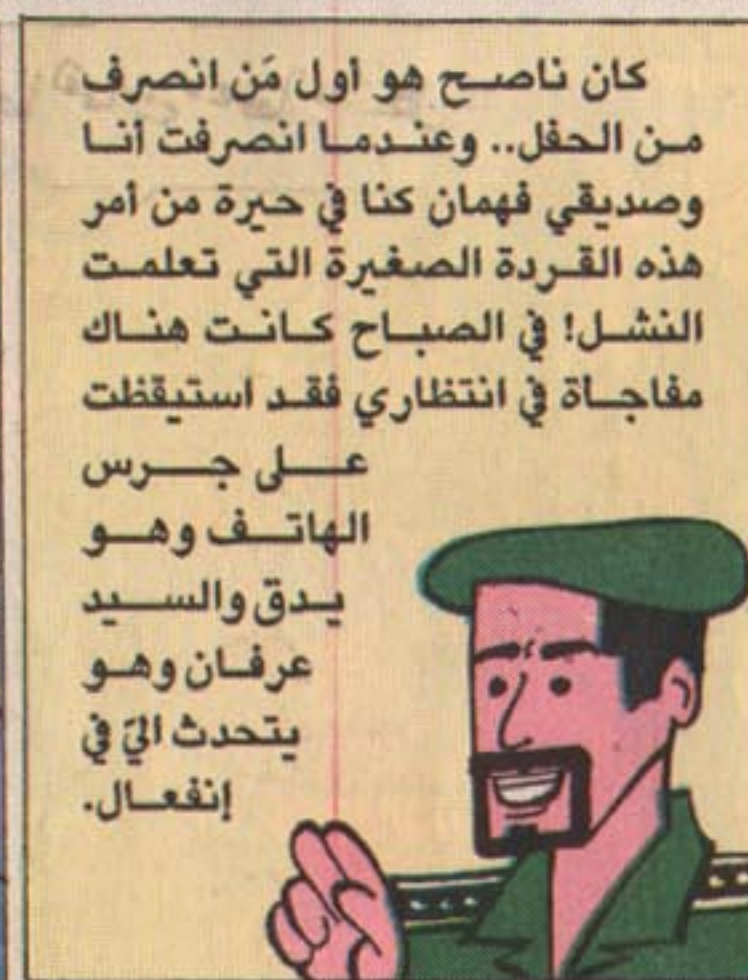 كان ناصح هو أول مَن انصرف
من الحفل.. وعندما انصرفت أنا
وصديقي فهمان كنا في حيرة من أمر
هذه القردة الصغيرة التي تعلمت
النشل! في الصباح كانت هناك
مفاجاة في انتظاري فقد استيقظت
على جرس
الهاتف وهو
يدق والسيد
عرفان وهو
يتحدث اليّ في
إنفعال.